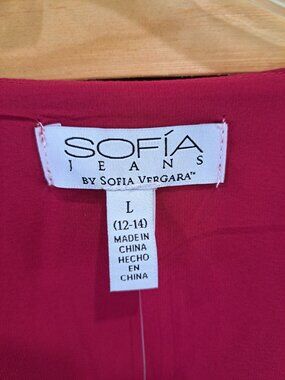 SOFÍA
JEANS
BY SOFIA VERGARA™
L
(12-14)
MADE IN
CHINA
HECHO
EN
CHINA